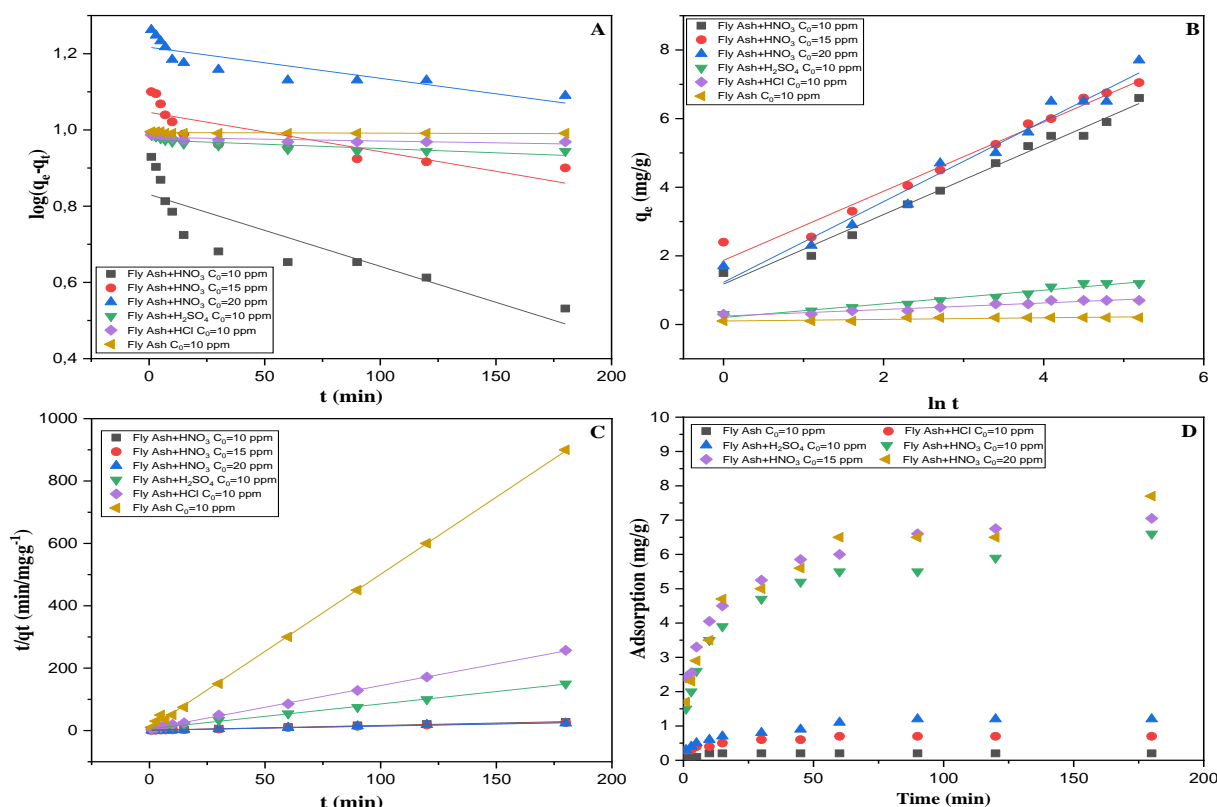 A
1,2
1,0
0,8
0,6
0,4
log(qₑ-qₜ)
Fly Ash+HNO₃ C₀=10 ppm
Fly Ash+HNO₃ C₀=15 ppm
Fly Ash+HNO₃ C₀=20 ppm
Fly Ash+H₂SO₄ C₀=10 ppm
Fly Ash+HCl C₀=10 ppm
Fly Ash C₀=10 ppm
0 50 100 150 200
t (min)
B
Fly Ash+HNO₃ C₀=10 ppm
Fly Ash+HNO₃ C₀=15 ppm
Fly Ash+HNO₃ C₀=20 ppm
Fly Ash+H₂SO₄ C₀=10 ppm
Fly Ash+HCl C₀=10 ppm
Fly Ash C₀=10 ppm
8
6
4
2
0
qₑ (mg/g)
0 2 4 6
ln t
C
1000
800
600
400
200
0
t/qt (min/mgg⁻¹)
Fly Ash+HNO₃ C₀=10 ppm
Fly Ash+HNO₃ C₀=15 ppm
Fly Ash+HNO₃ C₀=20 ppm
Fly Ash+H₂SO₄ C₀=10 ppm
Fly Ash+HCl C₀=10 ppm
Fly Ash C₀=10 ppm
0 50 100 150 200
t (min)
D
Fly Ash C₀=10 ppm Fly Ash+HCl C₀=10 ppm
Fly Ash+H₂SO₄ C₀=10 ppm Fly Ash+HNO₃ C₀=10 ppm
Fly Ash+HNO₃ C₀=15 ppm Fly Ash+HNO₃ C₀=20 ppm
10
9
8
7
6
5
4
3
2
1
0
Adsorption (mg/g)
0 50 100 150 200
Time (min)